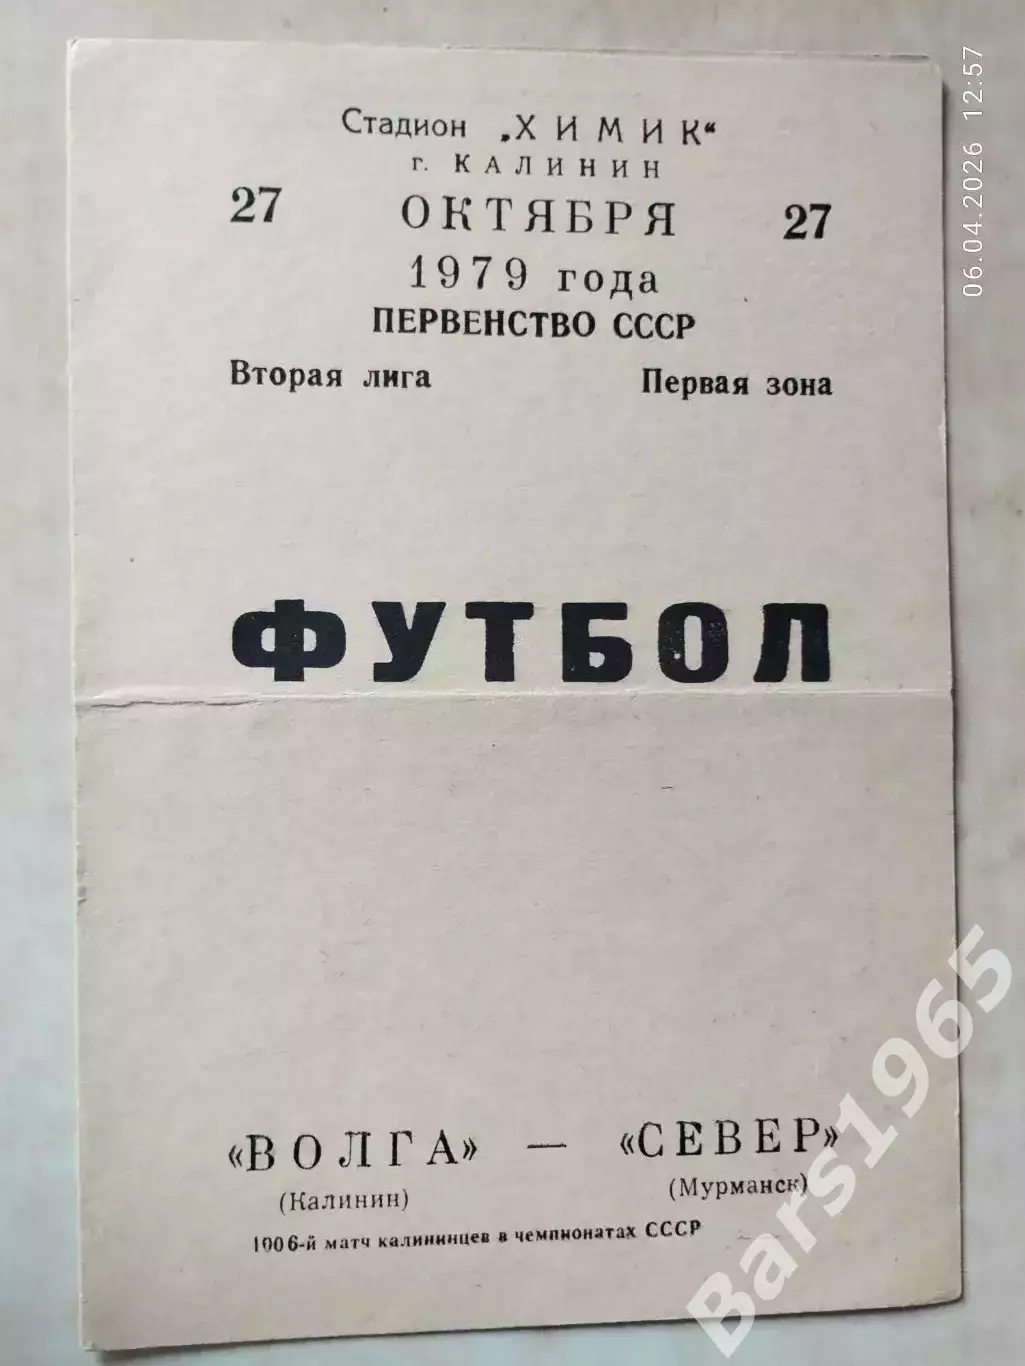 Стадион „ХИМИК“
г. КАЛИНИН
27 ОКТЯБРЯ 27
1979 года
ПЕРВЕНСТВО СССР
Вторая лига Первая зона
ФУТБОЛ
«ВОЛГА» — «СЕВЕР»
(Калинин) (Мурманск)
1006-й матч калининцев в чемпионатах СССР
06.04.2026 12:57
Bars1965